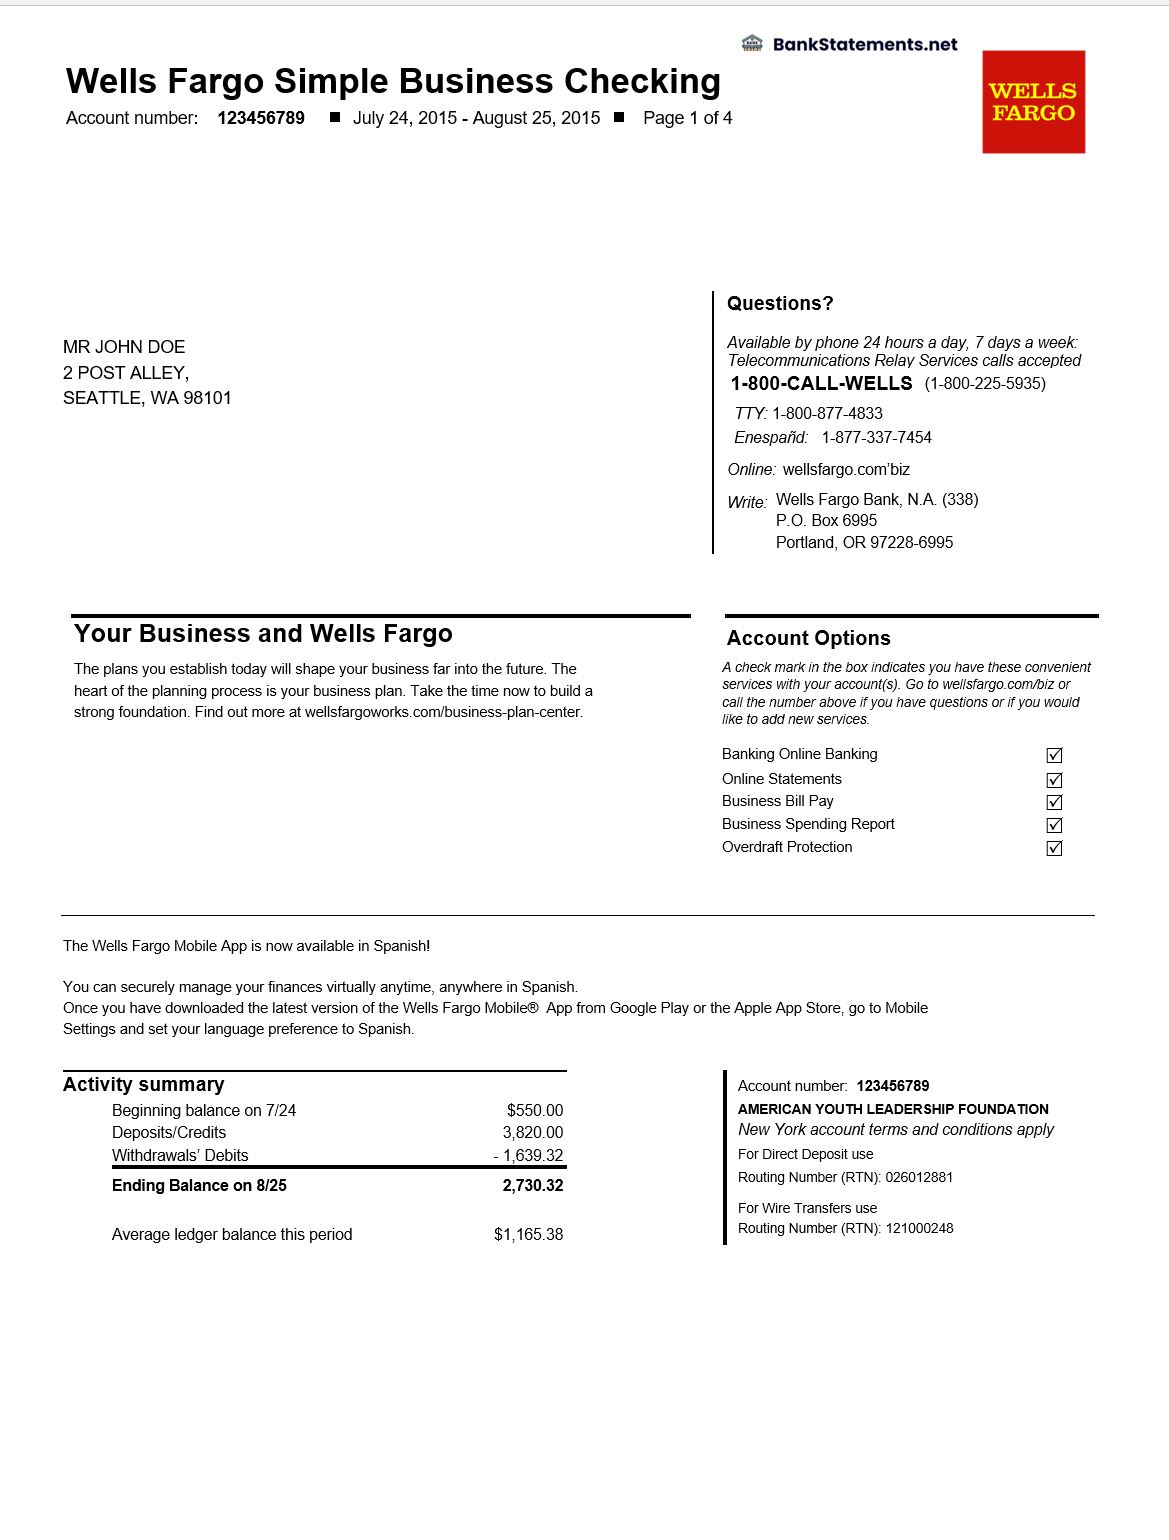 BankStatements.net
Wells Fargo Simple Business Checking
WELLS
FARGO
Account number: 123456789 ■ July 24, 2015 - August 25, 2015 ■ Page 1 of 4
Questions?
Available by phone 24 hours a day, 7 days a week:
Telecommunications Relay Services calls accepted
1-800-CALL-WELLS (1-800-225-5935)
TTY: 1-800-877-4833
Enespañd: 1-877-337-7454
Online: wellsfargo.com’biz
Write: Wells Fargo Bank, N.A. (338)
P.O. Box 6995
Portland, OR 97228-6995
MR JOHN DOE
2 POST ALLEY,
SEATTLE, WA 98101
Your Business and Wells Fargo
The plans you establish today will shape your business far into the future. The
heart of the planning process is your business plan. Take the time now to build a
strong foundation. Find out more at wellsfargoworks.com/business-plan-center.
Account Options
A check mark in the box indicates you have these convenient
services with your account(s). Go to wellsfargo.com/biz or
call the number above if you have questions or if you would
like to add new services.
Banking Online Banking ☑
Online Statements ☑
Business Bill Pay ☑
Business Spending Report ☑
Overdraft Protection ☑
The Wells Fargo Mobile App is now available in Spanish!
You can securely manage your finances virtually anytime, anywhere in Spanish.
Once you have downloaded the latest version of the Wells Fargo Mobile® App from Google Play or the Apple App Store, go to Mobile
Settings and set your language preference to Spanish.
Activity summary
Beginning balance on 7/24 $550.00
Deposits/Credits 3,820.00
Withdrawals’ Debits - 1,639.32
Ending Balance on 8/25 2,730.32
Average ledger balance this period $1,165.38
Account number: 123456789
AMERICAN YOUTH LEADERSHIP FOUNDATION
New York account terms and conditions apply
For Direct Deposit use
Routing Number (RTN): 026012881
For Wire Transfers use
Routing Number (RTN): 121000248